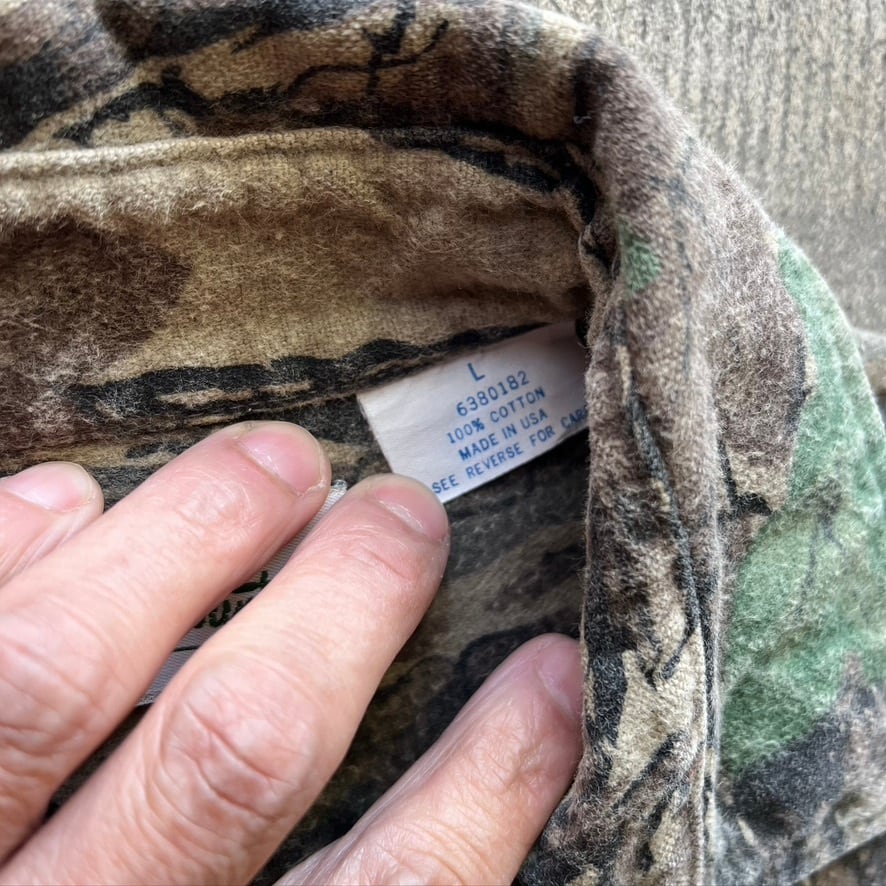 L
6380182
100% COTTON
MADE IN USA
SEE REVERSE FOR CARE